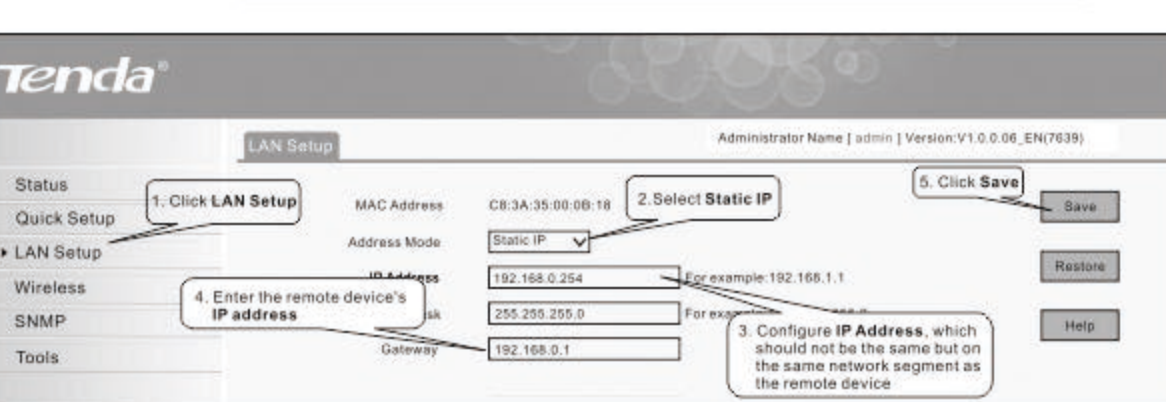 Tenda®
LAN Setup
Administrator Name | admin | Version:V1.0.0.06_EN(7639)
Status
Quick Setup
LAN Setup
Wireless
SNMP
Tools
1. Click LAN Setup
MAC Address C8:3A:35:00:0B:18
2.Select Static IP
5. Click Save
Save
Address Mode Static IP
IP Address 192.168.0.254 For example:192.168.1.1
Restore
4. Enter the remote device's
IP address
255.255.255.0
Help
Gateway 192.168.0.1
3. Configure IP Address, which
should not be the same but on
the same network segment as
the remote device